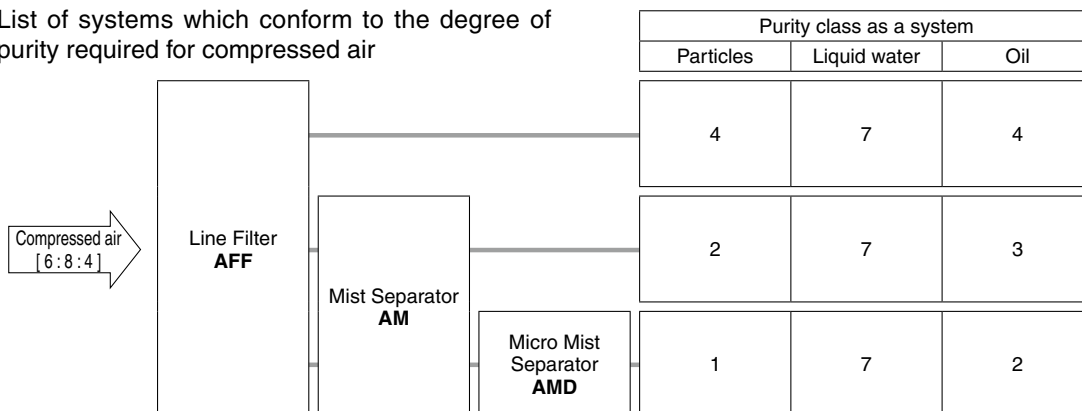 List of systems which conform to the degree of
purity required for compressed air
Purity class as a system
Particles Liquid water Oil
4 7 4
Compressed air
[6:8:4]
Line Filter
AFF
2 7 3
Mist Separator
AM
Micro Mist
Separator
AMD
1 7 2